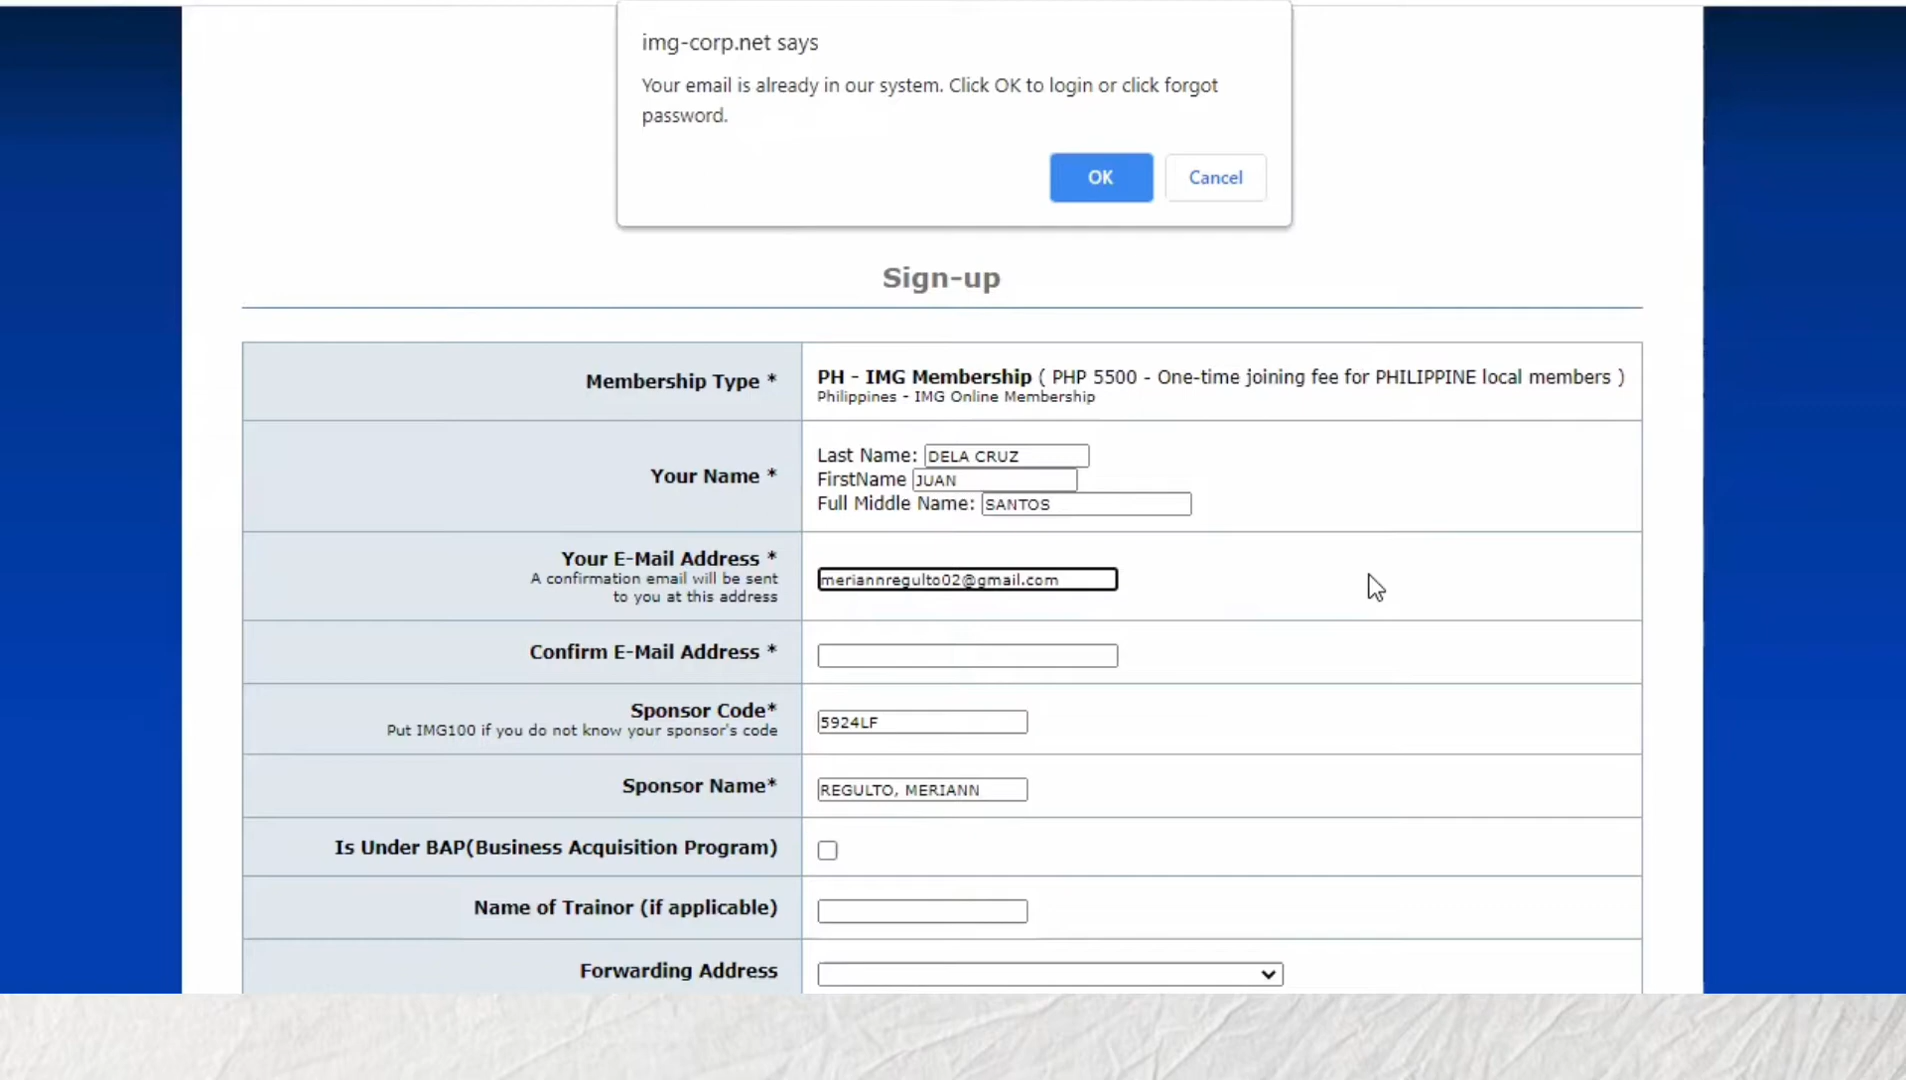 img-corp.net says
Your email is already in our system. Click OK to login or click forgot
password.
OK
Cancel
Sign-up
Membership Type *
PH - IMG Membership ( PHP 5500 - One-time joining fee for PHILIPPINE local members )
Philippines - IMG Online Membership
Your Name *
Last Name: DELA CRUZ
FirstName JUAN
Full Middle Name: SANTOS
Your E-Mail Address *
A confirmation email will be sent
to you at this address
meriannregulto02@gmail.com
Confirm E-Mail Address *
Sponsor Code*
Put IMG100 if you do not know your sponsor's code
5924LF
Sponsor Name*
REGULTO, MERIANN
Is Under BAP(Business Acquisition Program)
Name of Trainor (if applicable)
Forwarding Address